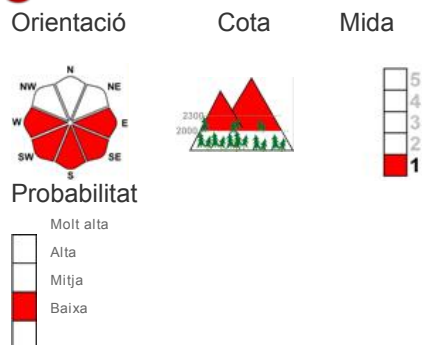 Orientació Cota Mida
N
NW NE
W E
SW SE
S
2300
2000
5
4
3
2
1
Probabilitat
Molt alta
Alta
Mitja
Baixa